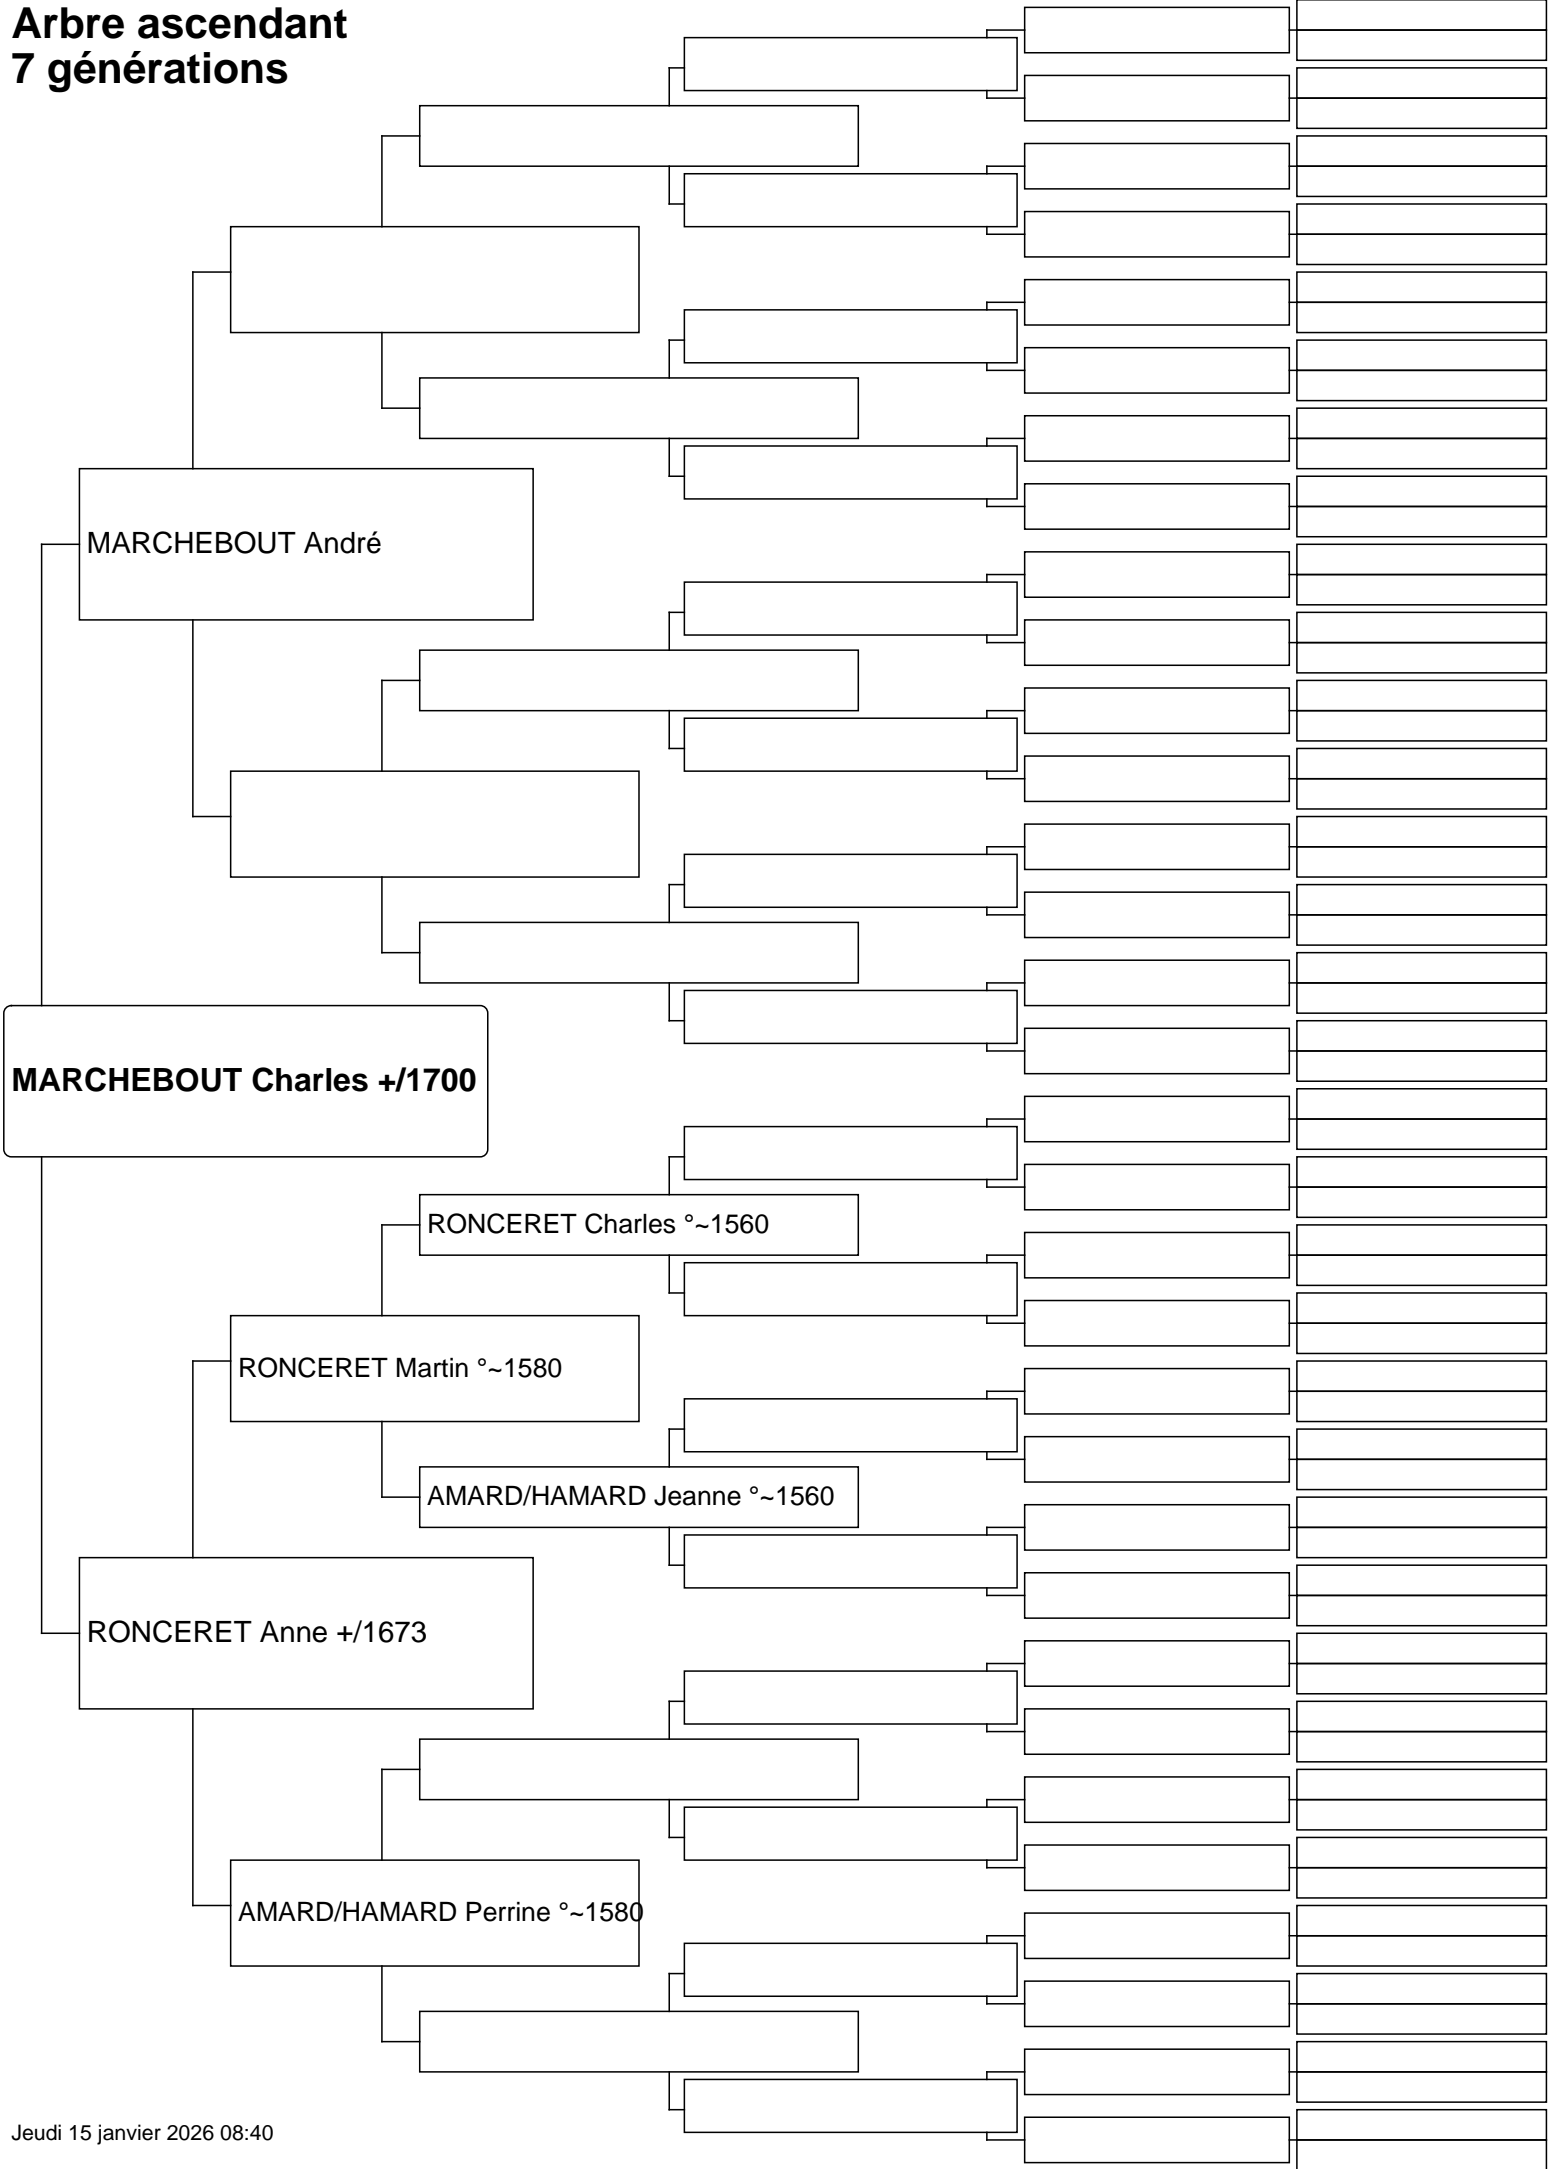 Arbre ascendant
7 générations
MARCHEBOUT André
MARCHEBOUT Charles +/1700
RONCERET Charles °~1560
RONCERET Martin °~1580
AMARD/HAMARD Jeanne °~1560
RONCERET Anne +/1673
AMARD/HAMARD Perrine °~1580
Jeudi 15 janvier 2026 08:40